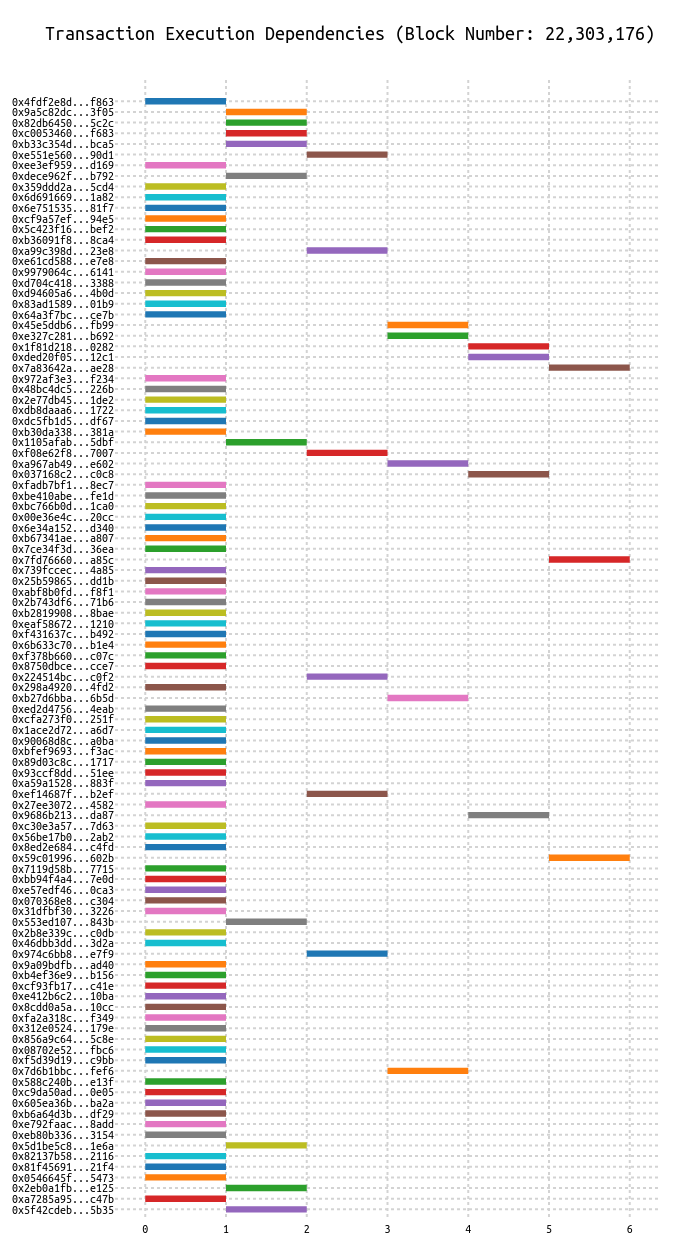 Transaction Execution Dependencies (Block Number: 22,303,176)
0x4fdf2e8d...f863
0x9a5c82dc...3f05
0x82db6450...5c2c
0xc0053460...f683
0xb33c354d...bca5
0xe551e560...90d1
0xee3ef959...d169
0xdece962f...b792
0x359ddd2a...5cd4
0x6d691669...1a82
0x6e751535...81f7
0xcf9a57ef...94e5
0x5c423f16...bef2
0xb36091f8...8ca4
0xa99c398d...23e8
0xe61cd588...e7e8
0x9979064c...6141
0xd704c418...3388
0xd94605a6...4b0d
0x83ad1589...01b9
0x64a3f7bc...ce7b
0x45e5ddb6...fb99
0xe327c281...b692
0x1f81d218...0282
0xded20f05...12c1
0x7a83642a...ae28
0x972af3e3...f234
0x48bc4dc5...226b
0x2e77db45...1de2
0xdb8daaa6...1722
0xdc5fb1d5...df67
0xb30da338...381a
0x1105afab...5dbf
0xf08e62f8...7007
0xa967ab49...e602
0x037168c2...c0c8
0xfadb7bf1...8ec7
0xbe410abe...fe1d
0xbc766b0d...1ca0
0x00e36e4c...20cc
0x6e34a152...d340
0xb67341ae...a807
0x7ce34f3d...36ea
0x7fd76660...a85c
0x739fccec...4a85
0x25b59865...dd1b
0xabf8b0fd...f8f1
0x2b743df6...71b6
0xb2819908...8bae
0xeaf58672...1210
0xf431637c...b492
0x6b633c70...b1e4
0xf378b660...c07c
0x8750dbce...cce7
0x224514bc...c0f2
0x298a4920...4fd2
0xb27d6bba...6b5d
0xed2d4756...4eab
0xcfa273f0...251f
0x1ace2d72...a6d7
0x90068d8c...a0ba
0xbfef9693...f3ac
0x89d03c8c...1717
0x93ccf8dd...51ee
0xa59a1528...883f
0xef14687f...b2ef
0x27ee3072...4582
0x9686b213...da87
0xc30e3a57...7d63
0x56be17b0...2ab2
0x8ed2e684...c4fd
0x59c01996...602b
0x7119d58b...7715
0xbb94f4a4...7e0d
0xe57edf46...0ca3
0x070368e8...c304
0x31dfbf30...3226
0x553ed107...843b
0x2b8e339c...c0db
0x46dbb3dd...3d2a
0x974c6bb8...e7f9
0x9a09bdfb...ad40
0xb4ef36e9...b156
0xcf93fb17...c41e
0xe412b6c2...10ba
0x8cdd0a5a...10cc
0xfa2a318c...f349
0x312e0524...179e
0x856a9c64...5c8e
0x08702e52...fbc6
0xf5d39d19...c9bb
0x7d6b1bbc...fef6
0x588c240b...e13f
0xc9da50ad...0e05
0x605ea36b...ba2a
0xb6a64d3b...df29
0xe792faac...8add
0xeb80b336...3154
0x5d1be5c8...1e6a
0x82137b58...2116
0x81f45691...21f4
0x0546645f...5473
0x2eb0a1fb...e125
0xa7285a95...c47b
0x5f42cdeb...5b35
0 1 2 3 4 5 6